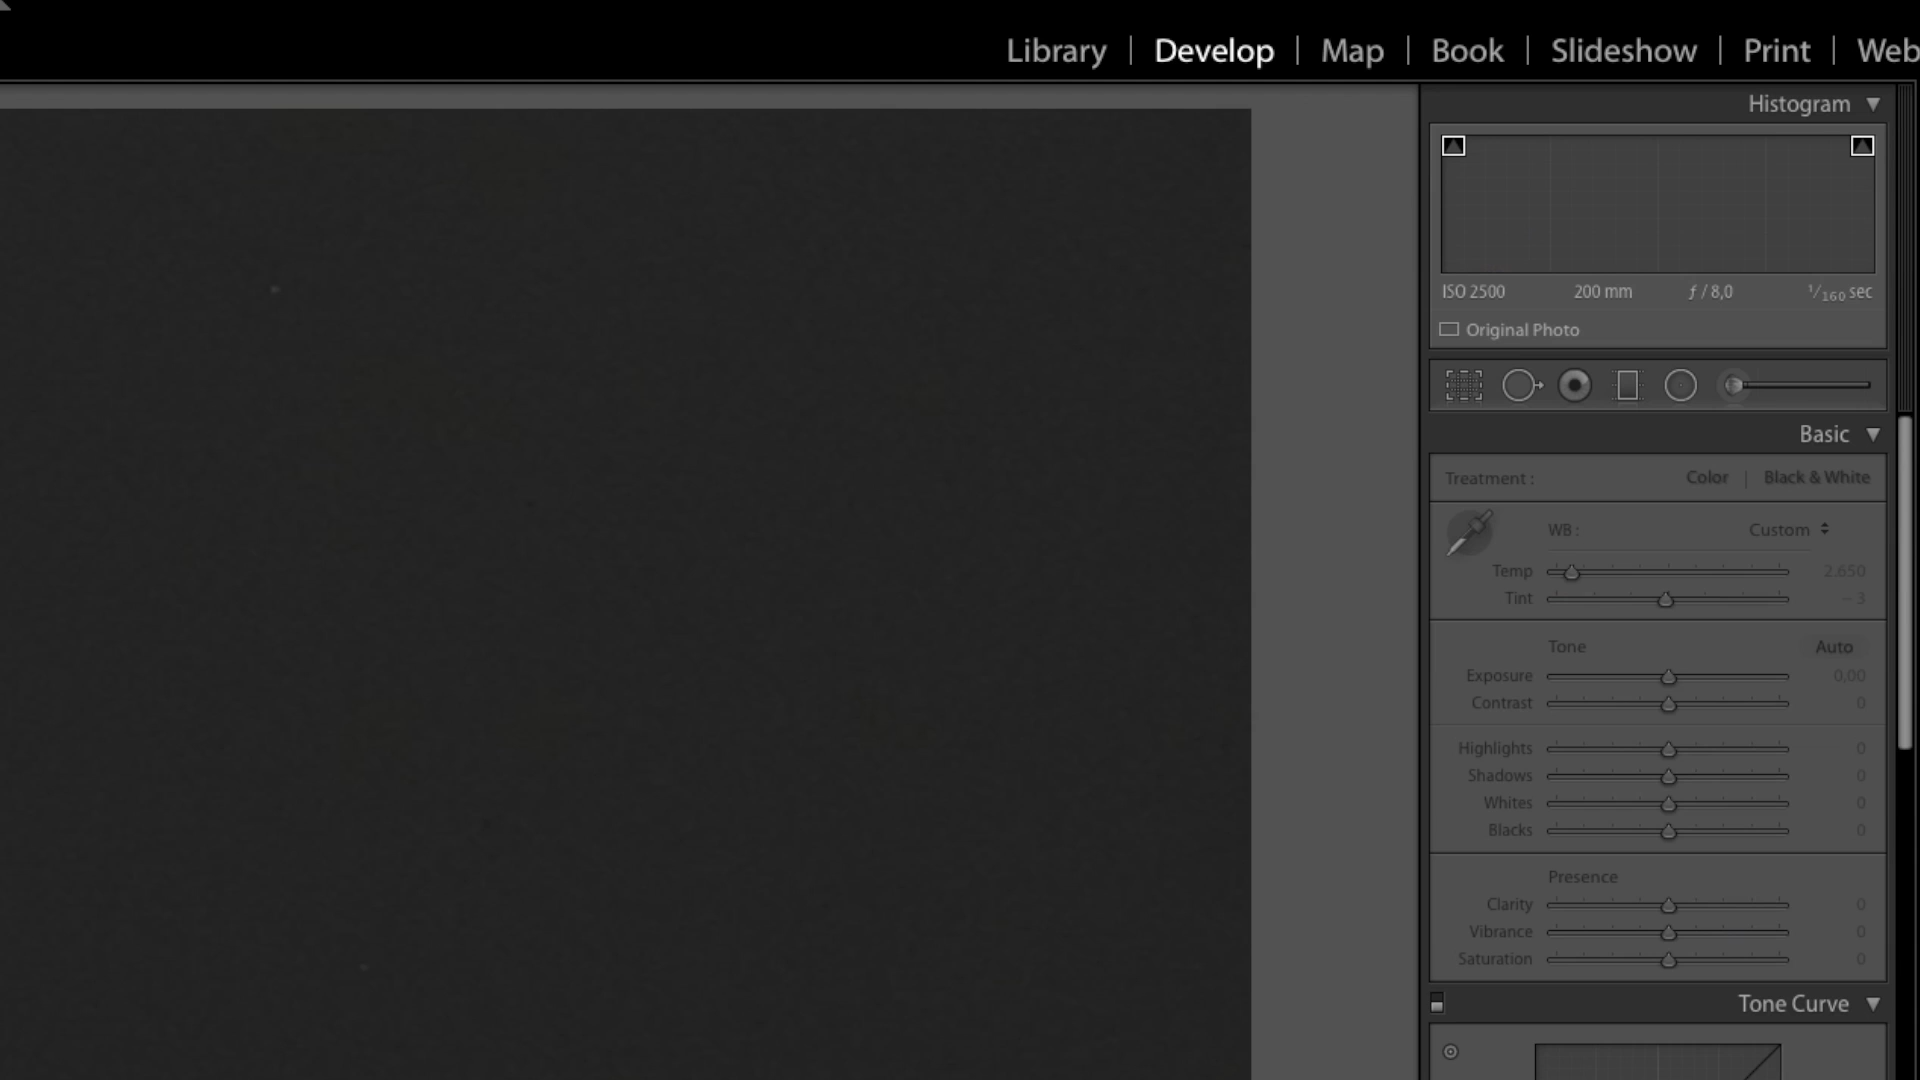 Library | Develop | Map | Book | Slideshow | Print | Web
Histogram
ISO 2500 200 mm ƒ / 8,0 1/160 sec
Original Photo
Basic
Treatment : Color | Black & White
WB : Custom
Temp 2.650
Tint – 3
Tone Auto
Exposure 0,00
Contrast 0
Highlights 0
Shadows 0
Whites 0
Blacks 0
Presence
Clarity 0
Vibrance 0
Saturation 0
Tone Curve